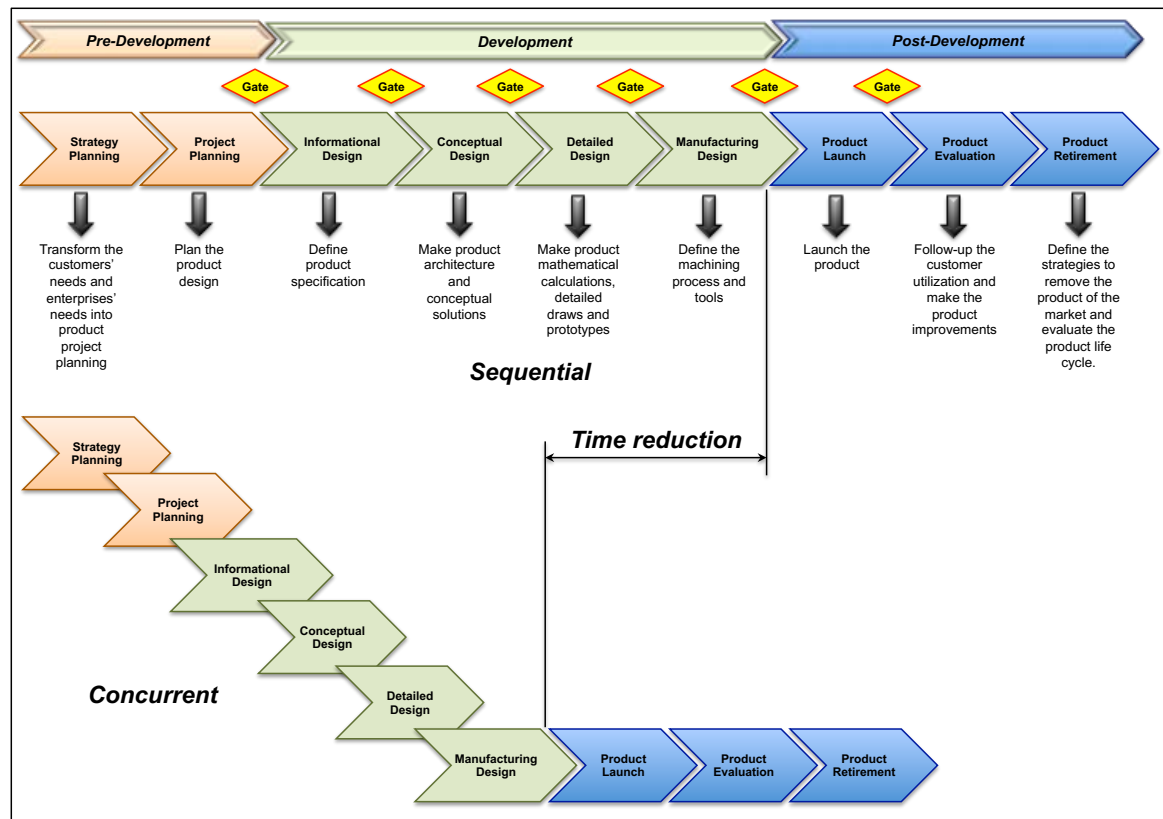 Pre-Development
Development
Post-Development
Gate
Gate
Gate
Gate
Gate
Gate
Strategy
Planning
Project
Planning
Informational
Design
Conceptual
Design
Detailed
Design
Manufacturing
Design
Product
Launch
Product
Evaluation
Product
Retirement
Transform the
customers'
needs and
enterprises'
needs into
product
project
planning
Plan the
product
design
Define
product
specification
Make product
architecture
and
conceptual
solutions
Make product
mathematical
calculations,
detailed
draws and
prototypes
Define the
machining
process and
tools
Launch the
product
Follow-up the
customer
utilization and
make the
product
improvements
Define the
strategies to
remove the
product of the
market and
evaluate the
product life
cycle.
Sequential
Time reduction
Strategy
Planning
Project
Planning
Informational
Design
Conceptual
Design
Concurrent
Detailed
Design
Manufacturing
Design
Product
Launch
Product
Evaluation
Product
Retirement